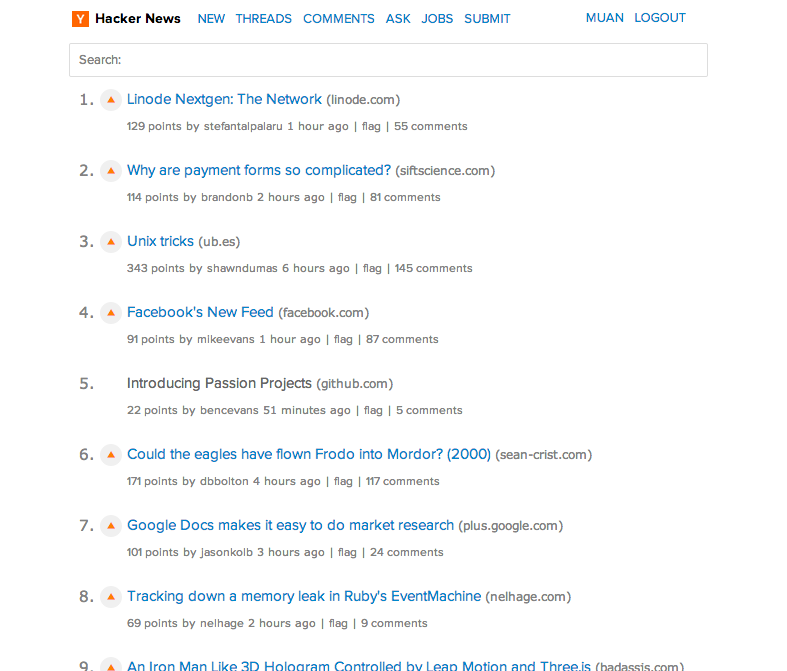 Y Hacker News NEW THREADS COMMENTS ASK JOBS SUBMIT MUAN LOGOUT
Search:
1. Linode Nextgen: The Network (linode.com)
129 points by stefantalpalaru 1 hour ago | flag | 55 comments
2. Why are payment forms so complicated? (siftscience.com)
114 points by brandonb 2 hours ago | flag | 81 comments
3. Unix tricks (ub.es)
343 points by shawndumas 6 hours ago | flag | 145 comments
4. Facebook's New Feed (facebook.com)
91 points by mikeevans 1 hour ago | flag | 87 comments
5. Introducing Passion Projects (github.com)
22 points by bencevans 51 minutes ago | flag | 5 comments
6. Could the eagles have flown Frodo into Mordor? (2000) (sean-crist.com)
171 points by dbbolton 4 hours ago | flag | 117 comments
7. Google Docs makes it easy to do market research (plus.google.com)
101 points by jasonkolb 3 hours ago | flag | 24 comments
8. Tracking down a memory leak in Ruby's EventMachine (nelhage.com)
69 points by nelhage 2 hours ago | flag | 9 comments
9. An Iron Man Like 3D Hologram Controlled by Leap Motion and Three.js (badassjs.com)